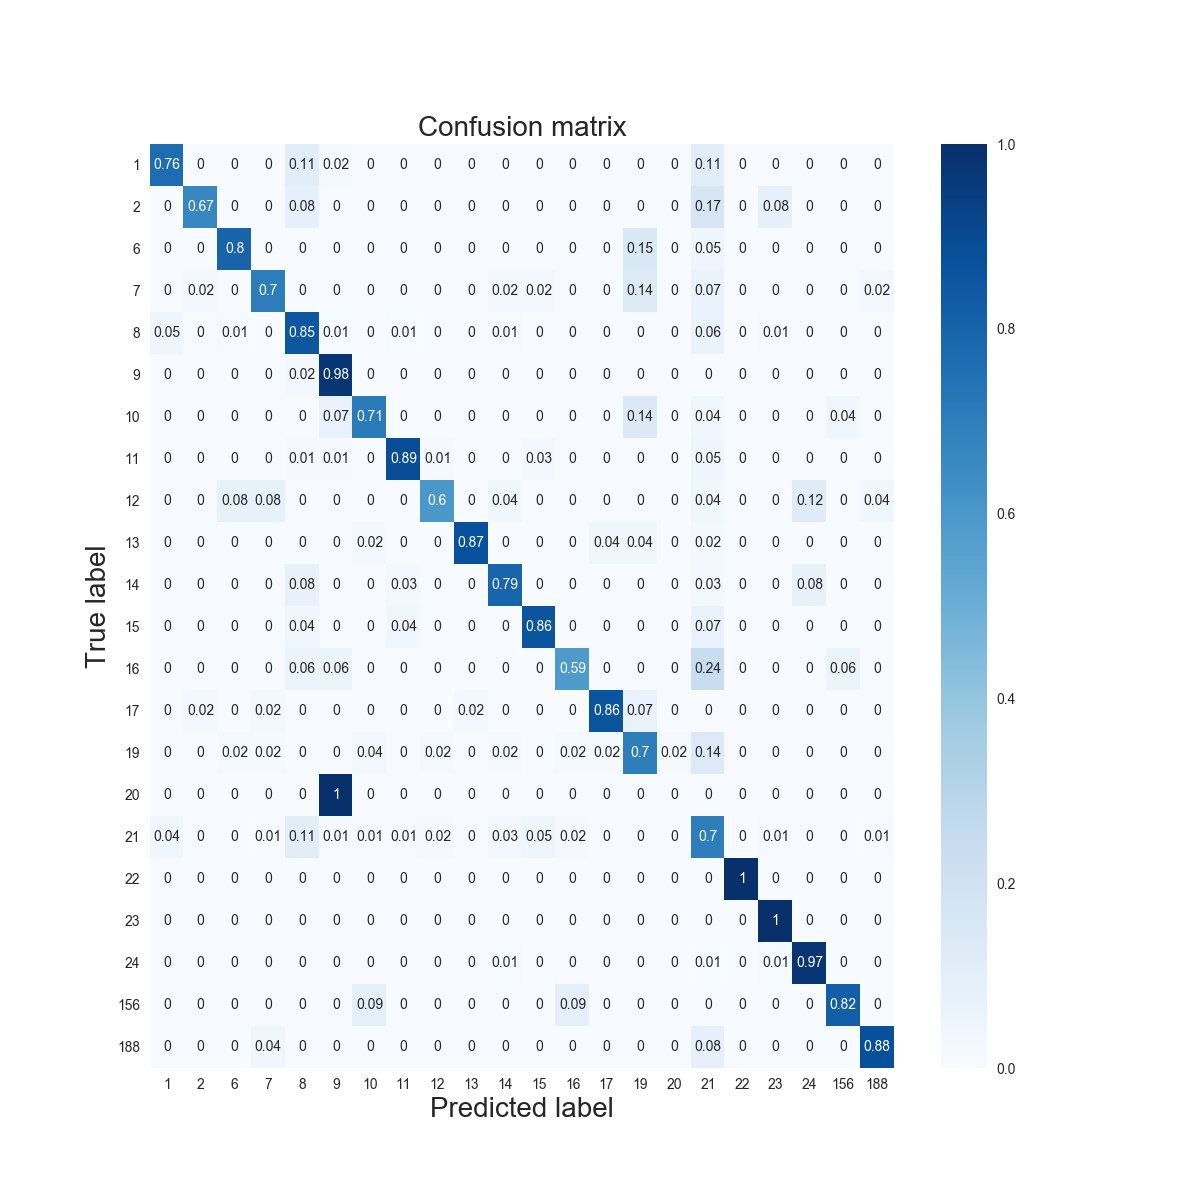 Confusion matrix
1 0.76 0 0 0 0.11 0.02 0 0 0 0 0 0 0 0 0 0 0.11 0 0 0 0 0
2 0 0.67 0 0 0.08 0 0 0 0 0 0 0 0 0 0 0 0.17 0 0.08 0 0 0
6 0 0 0.8 0 0 0 0 0 0 0 0 0 0 0 0.15 0 0.05 0 0 0 0 0
7 0 0.02 0 0.7 0 0 0 0 0 0 0.02 0.02 0 0 0.14 0 0.07 0 0 0 0 0.02
8 0.05 0 0.01 0 0.85 0.01 0 0.01 0 0 0.01 0 0 0 0 0 0.06 0 0.01 0 0 0
9 0 0 0 0 0.02 0.98 0 0 0 0 0 0 0 0 0 0 0 0 0 0 0 0
10 0 0 0 0 0 0.07 0.71 0 0 0 0 0 0 0 0.14 0 0.04 0 0 0 0.04 0
11 0 0 0 0 0.01 0.01 0 0.89 0.01 0 0 0.03 0 0 0 0 0.05 0 0 0 0 0
12 0 0 0.08 0.08 0 0 0 0 0.6 0 0.04 0 0 0 0 0 0.04 0 0 0.12 0 0.04
13 0 0 0 0 0 0 0.02 0 0 0.87 0 0 0 0.04 0.04 0 0.02 0 0 0 0 0
14 0 0 0 0 0.08 0 0 0.03 0 0 0.79 0 0 0 0 0 0.03 0 0 0.08 0 0
15 0 0 0 0 0.04 0 0 0.04 0 0 0 0.86 0 0 0 0 0.07 0 0 0 0 0
16 0 0 0 0 0.06 0.06 0 0 0 0 0 0 0.59 0 0 0 0.24 0 0 0 0.06 0
17 0 0.02 0 0.02 0 0 0 0 0 0.02 0 0 0 0.86 0.07 0 0 0 0 0 0 0
19 0 0 0.02 0.02 0 0 0.04 0 0.02 0 0.02 0 0.02 0.02 0.7 0.02 0.14 0 0 0 0 0
20 0 0 0 0 0 1 0 0 0 0 0 0 0 0 0 0 0 0 0 0 0 0
21 0.04 0 0 0.01 0.11 0.01 0.01 0.01 0.02 0 0.03 0.05 0.02 0 0 0 0.7 0 0.01 0 0 0.01
22 0 0 0 0 0 0 0 0 0 0 0 0 0 0 0 0 0 1 0 0 0 0
23 0 0 0 0 0 0 0 0 0 0 0 0 0 0 0 0 0 0 1 0 0 0
24 0 0 0 0 0 0 0 0 0 0 0.01 0 0 0 0 0 0.01 0 0.01 0.97 0 0
156 0 0 0 0 0 0 0.09 0 0 0 0 0 0.09 0 0 0 0 0 0 0 0.82 0
188 0 0 0 0.04 0 0 0 0 0 0 0 0 0 0 0 0 0.08 0 0 0 0 0.88
1 2 6 7 8 9 10 11 12 13 14 15 16 17 19 20 21 22 23 24 156 188
Predicted label
True label
1.0
0.8
0.6
0.4
0.2
0.0